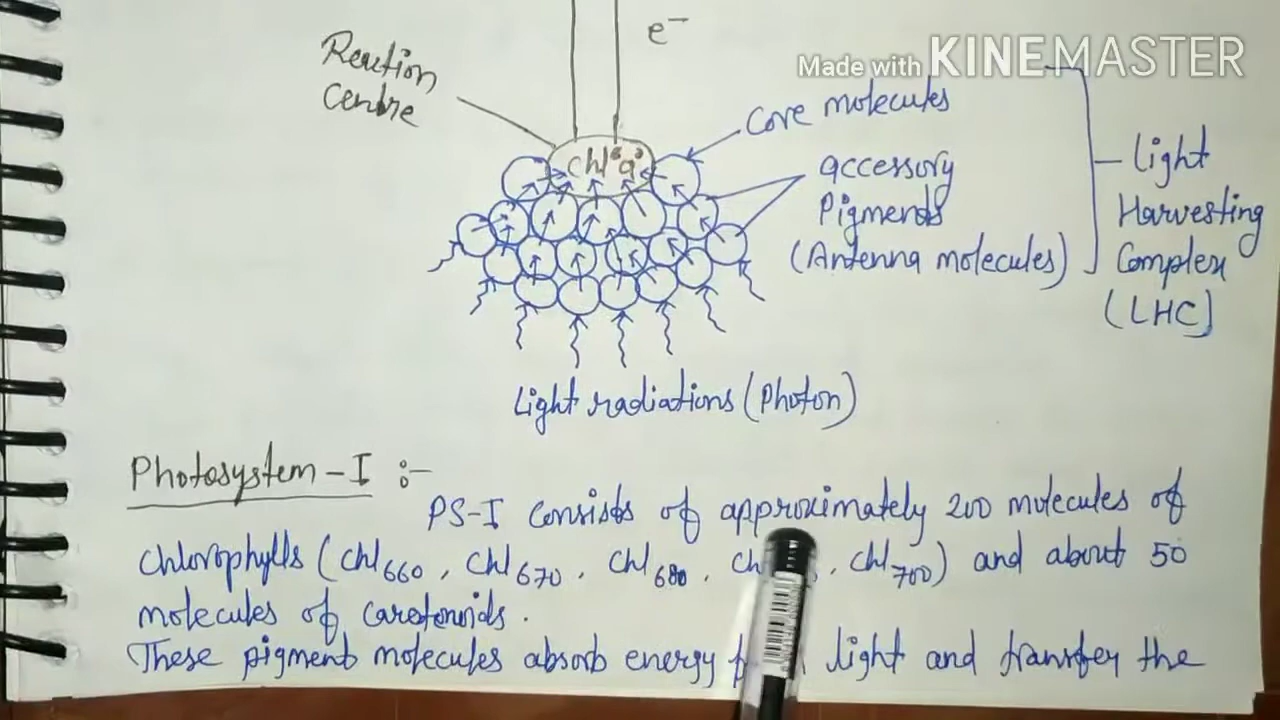 e⁻
Made with KINEMASTER
Reaction
Centre
Core molecules
chl 'a'
accessory
Pigments
(Antenna molecules)
Light
Harvesting
Complex
(LHC)
Light radiations (Photon)
Photosystem-I :-
PS-I consists of approximately 200 molecules of
chlorophylls (chl660, chl670, chl680, , chl700) and about 50
molecules of carotenoids.
These pigment molecules absorb energy light and transfer the